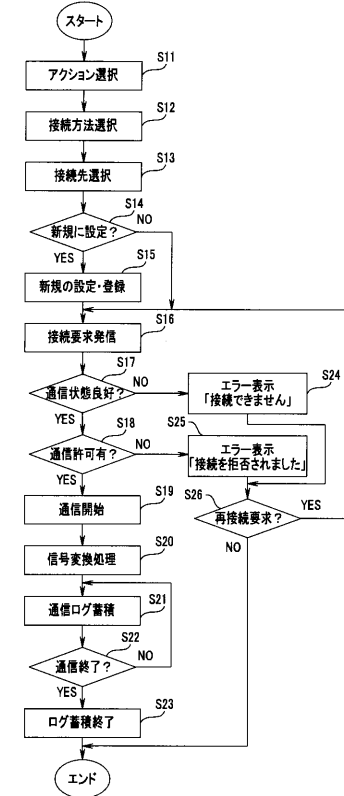 スタート
S11
アクション選択
S12
接続方法選択
S13
接続先選択
S14
新規に設定？
NO
YES
S15
新規の設定・登録
S16
接続要求発信
S17
通信状態良好？
NO
YES
S24
エラー表示
「接続できません」
S18
通信許可有？
NO
YES
S25
エラー表示
「接続を拒否されました」
S19
通信開始
S26
再接続要求？
YES
NO
S20
信号変換処理
S21
通信ログ蓄積
S22
通信終了？
NO
YES
S23
ログ蓄積終了
エンド